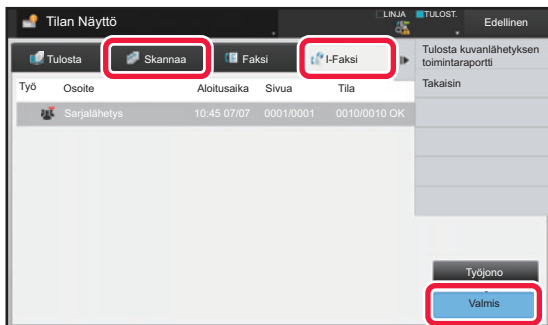 Tilan Näyttö
LINJA
TULOST.
Edellinen
Tulosta
Skannaa
Faksi
I-Faksi
Tulosta kuvanlähetyksen
toimintaraportti
Takaisin
Työ Osoite Aloitusaika Sivua Tila
Sarjalähetys 10:45 07/07 0001/0001 0010/0010 OK
Työjono
Valmis